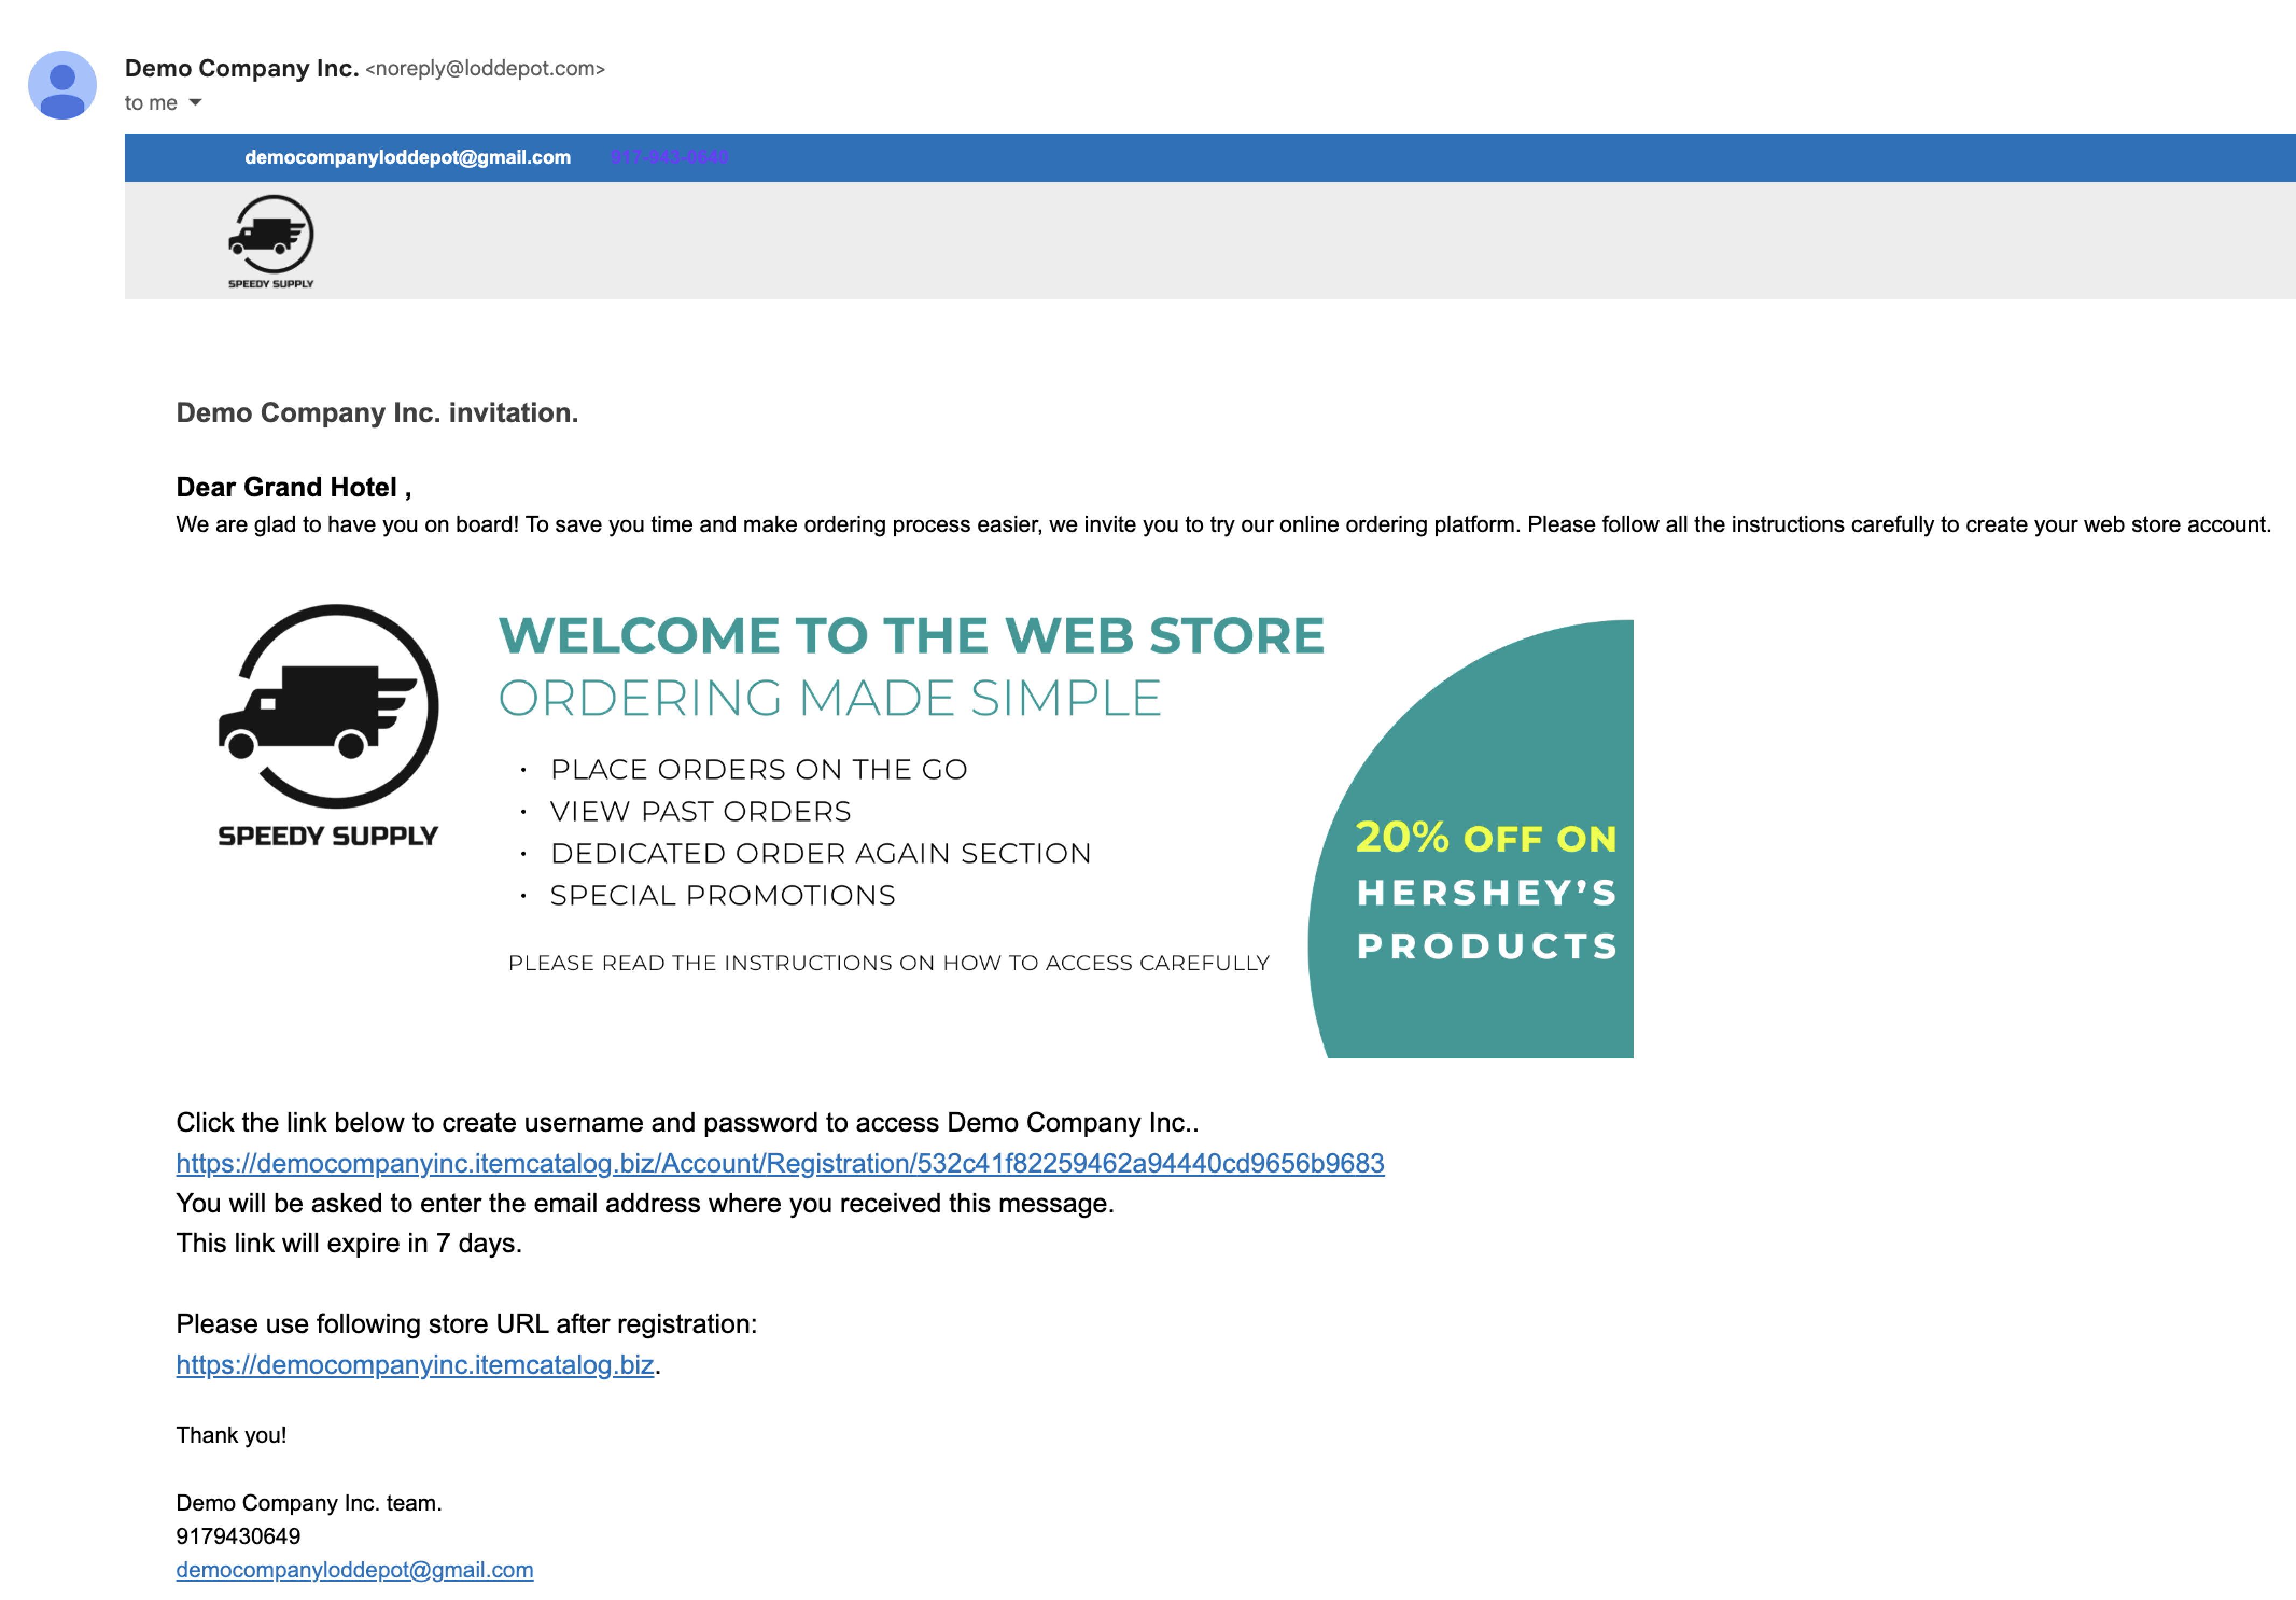 Demo Company Inc. <noreply@loddepot.com>
to me
democompanyloddepot@gmail.com 917-943-0649
SPEEDY SUPPLY
Demo Company Inc. invitation.
Dear Grand Hotel ,
We are glad to have you on board! To save you time and make ordering process easier, we invite you to try our online ordering platform. Please follow all the instructions carefully to create your web store account.
SPEEDY SUPPLY
WELCOME TO THE WEB STORE
ORDERING MADE SIMPLE
• PLACE ORDERS ON THE GO
• VIEW PAST ORDERS
• DEDICATED ORDER AGAIN SECTION
• SPECIAL PROMOTIONS
PLEASE READ THE INSTRUCTIONS ON HOW TO ACCESS CAREFULLY
20% OFF ON
HERSHEY'S
PRODUCTS
Click the link below to create username and password to access Demo Company Inc..
https://democompanyinc.itemcatalog.biz/Account/Registration/532c41f82259462a94440cd9656b9683
You will be asked to enter the email address where you received this message.
This link will expire in 7 days.
Please use following store URL after registration:
https://democompanyinc.itemcatalog.biz.
Thank you!
Demo Company Inc. team.
9179430649
democompanyloddepot@gmail.com